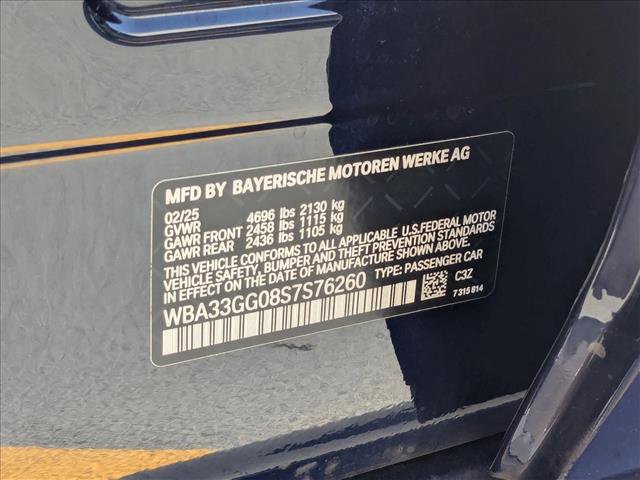 MFD BY BAYERISCHE MOTOREN WERKE AG
02/25
GVWR 4696 lbs 2130 kg
GAWR FRONT 2458 lbs 1115 kg
GAWR REAR 2436 lbs 1105 kg
THIS VEHICLE CONFORMS TO ALL APPLICABLE U.S.FEDERAL MOTOR
VEHICLE SAFETY, BUMPER AND THEFT PREVENTION STANDARDS
IN EFFECT ON THE DATE OF MANUFACTURE SHOWN ABOVE.
WBA33GG08S7S76260 TYPE: PASSENGER CAR
C3Z
7 315 814